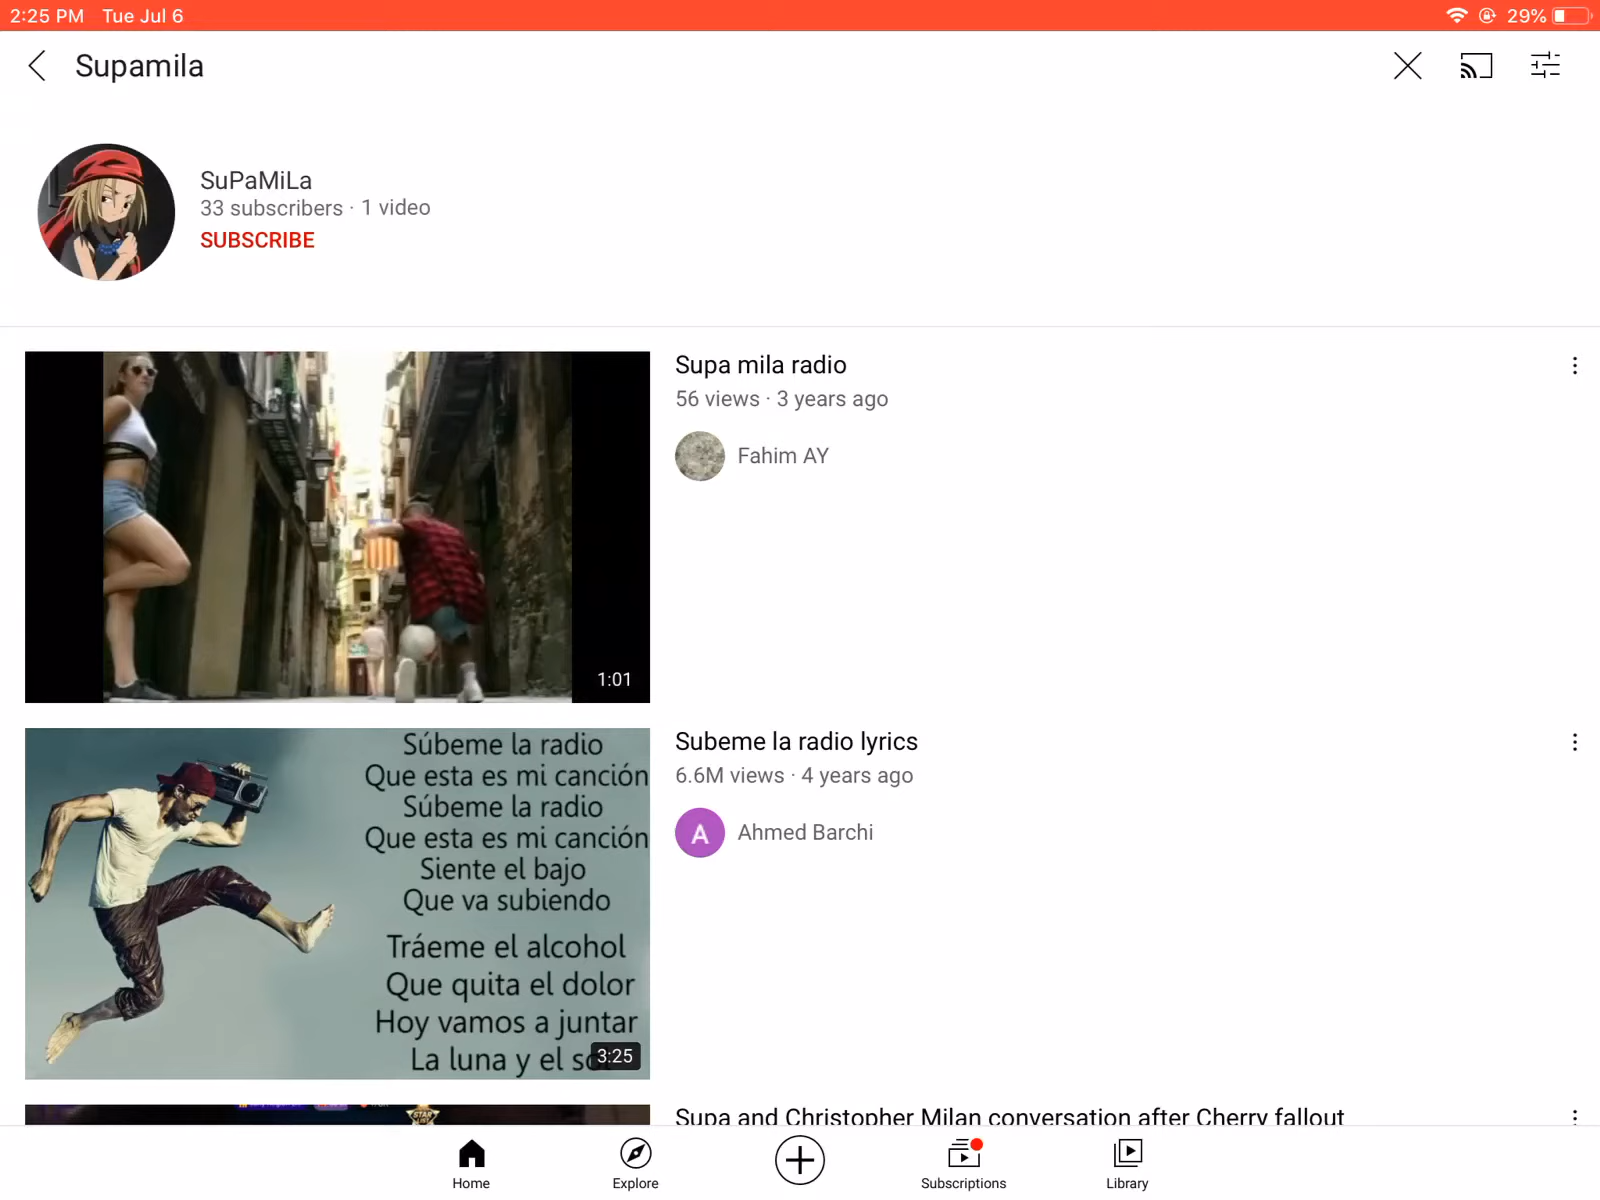 2:25 PM Tue Jul 6
29%
Supamila
SuPaMiLa
33 subscribers · 1 video
SUBSCRIBE
1:01
Supa mila radio
56 views · 3 years ago
Fahim AY
Súbeme la radio
Que esta es mi canción
Súbeme la radio
Que esta es mi canción
Siente el bajo
Que va subiendo
Tráeme el alcohol
Que quita el dolor
Hoy vamos a juntar
La luna y el
3:25
Subeme la radio lyrics
6.6M views · 4 years ago
A
Ahmed Barchi
STAR
Supa and Christopher Milan conversation after Cherry fallout
Home
Explore
Subscriptions
Library